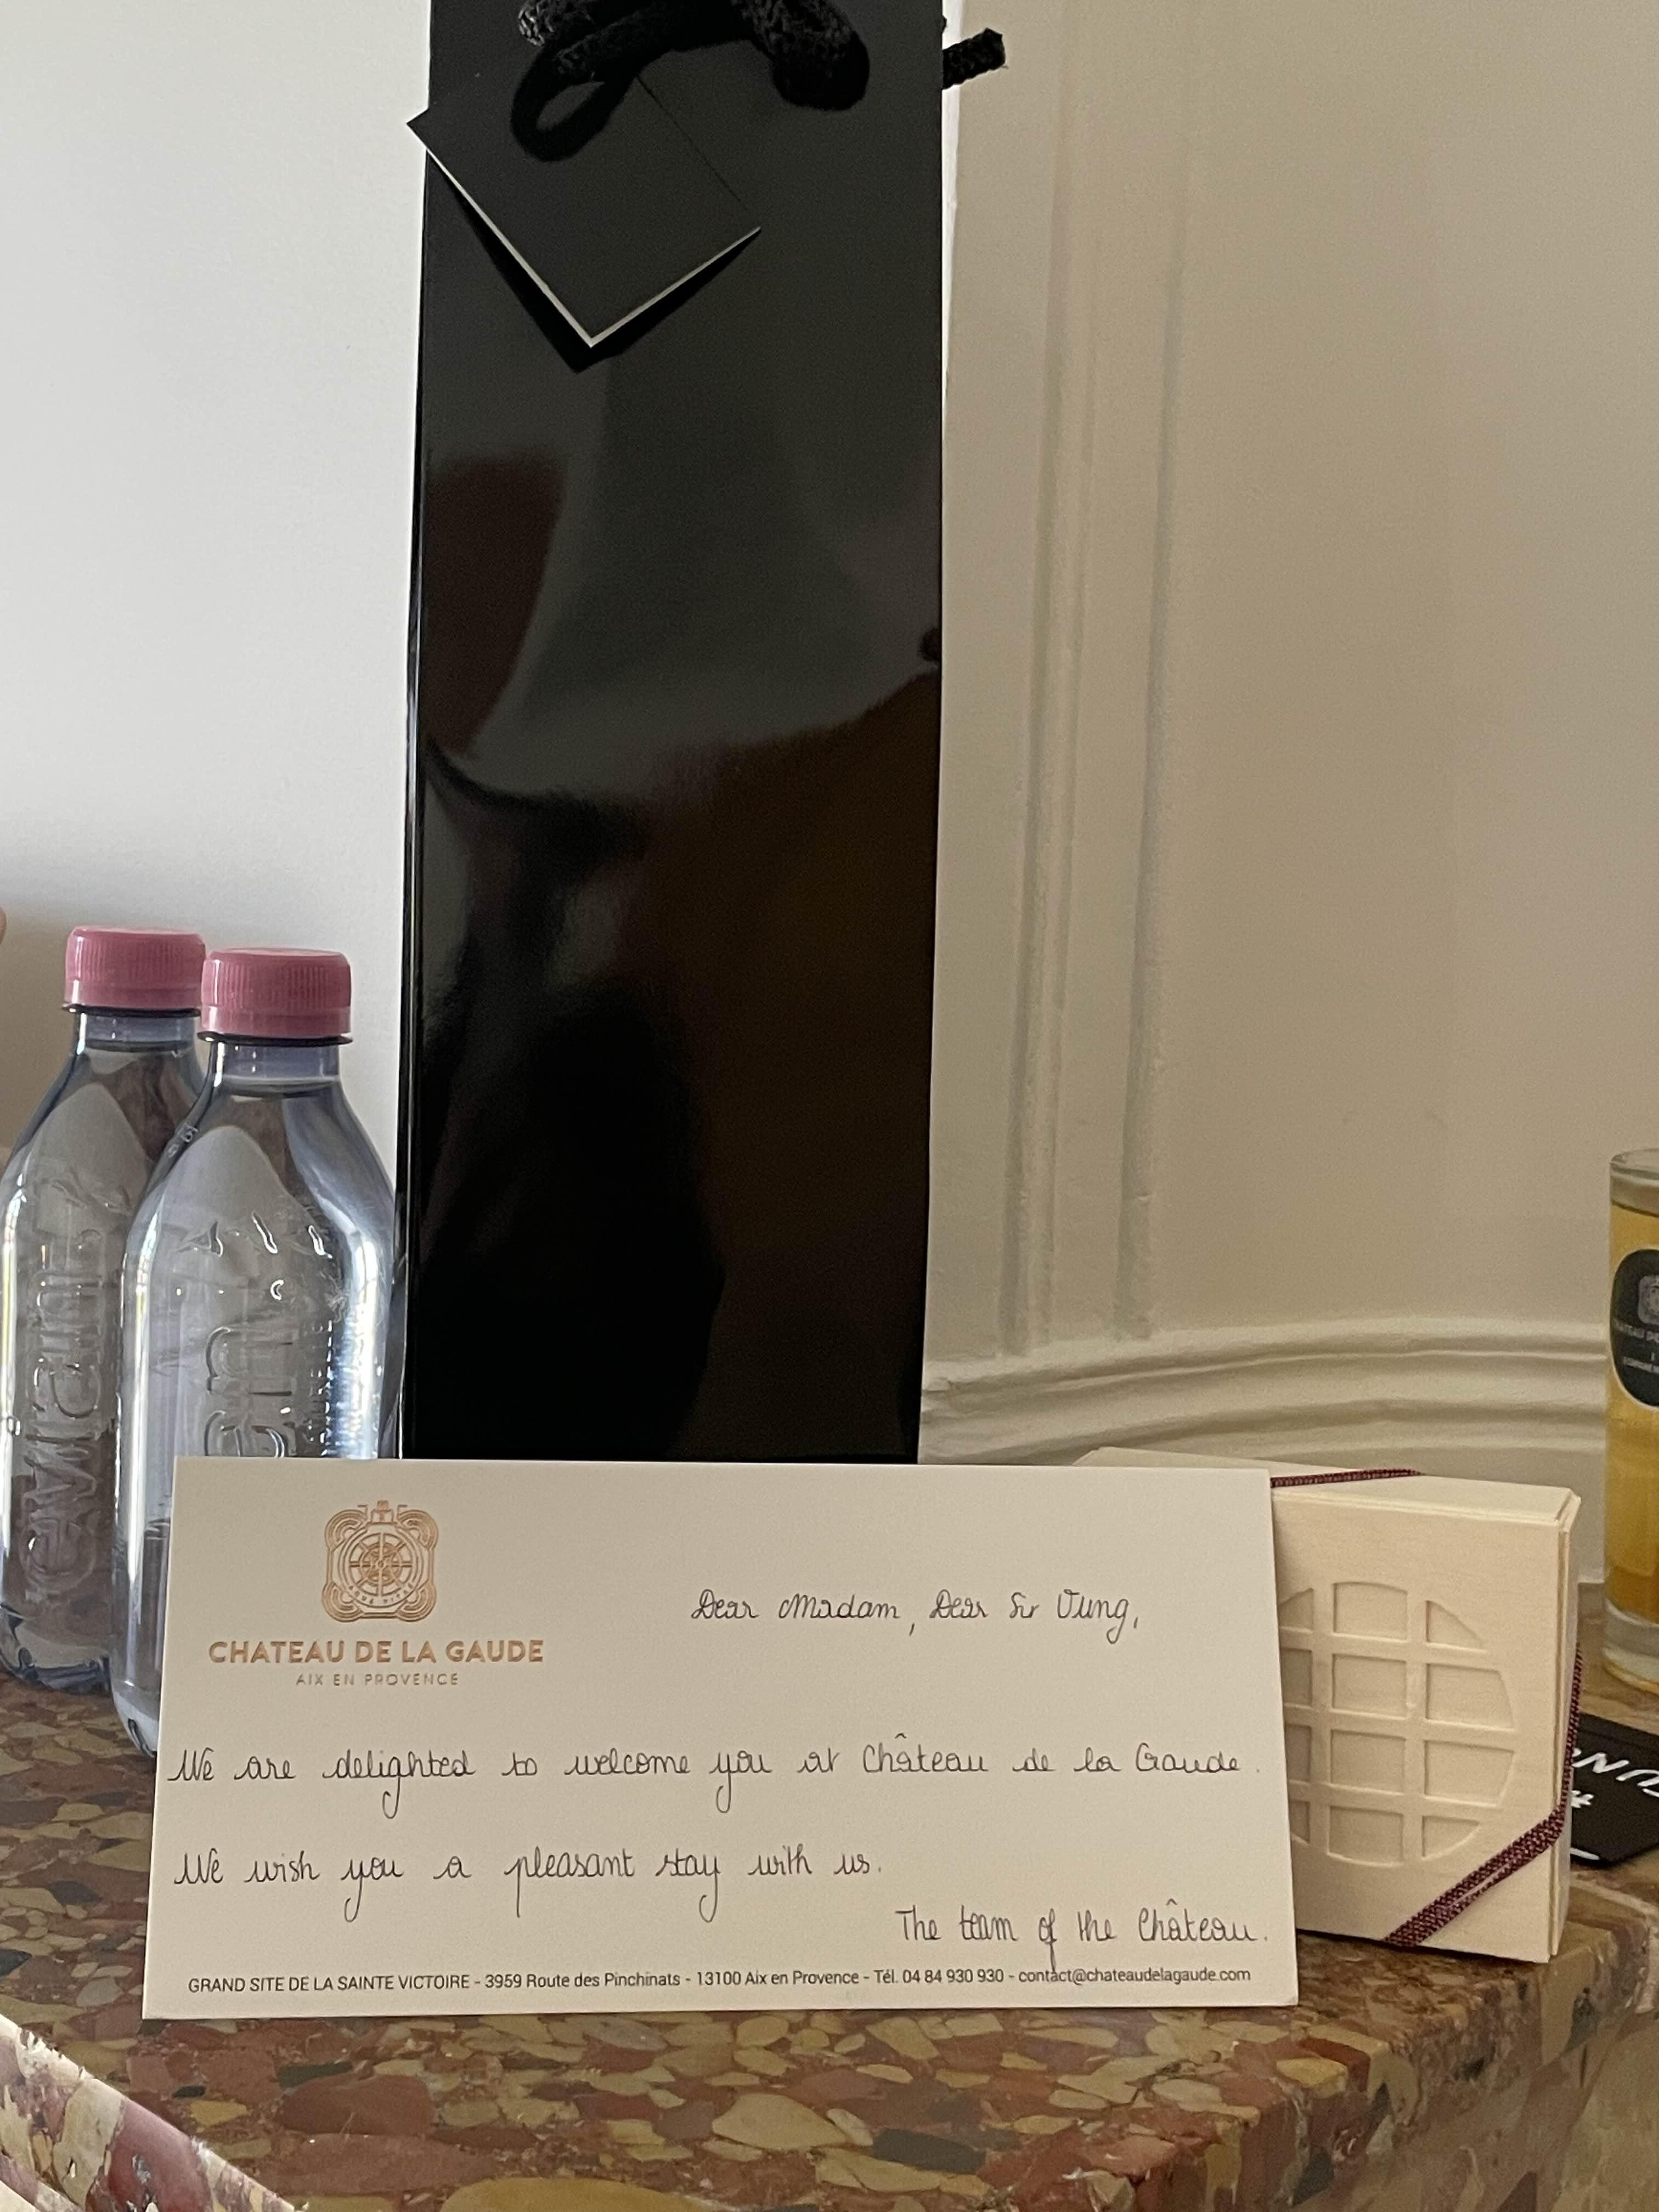 evian
CHATEAU DE LA GAUDE
AIX EN PROVENCE
Dear Madam, Dear Sir Vung,
We are delighted to welcome you at Château de la Gaude.
We wish you a pleasant stay with us.
The team of the Château.
GRAND SITE DE LA SAINTE VICTOIRE - 3959 Route des Pinchinats - 13100 Aix en Provence - Tél. 04 84 930 930 - contact@chateaudelagaude.com